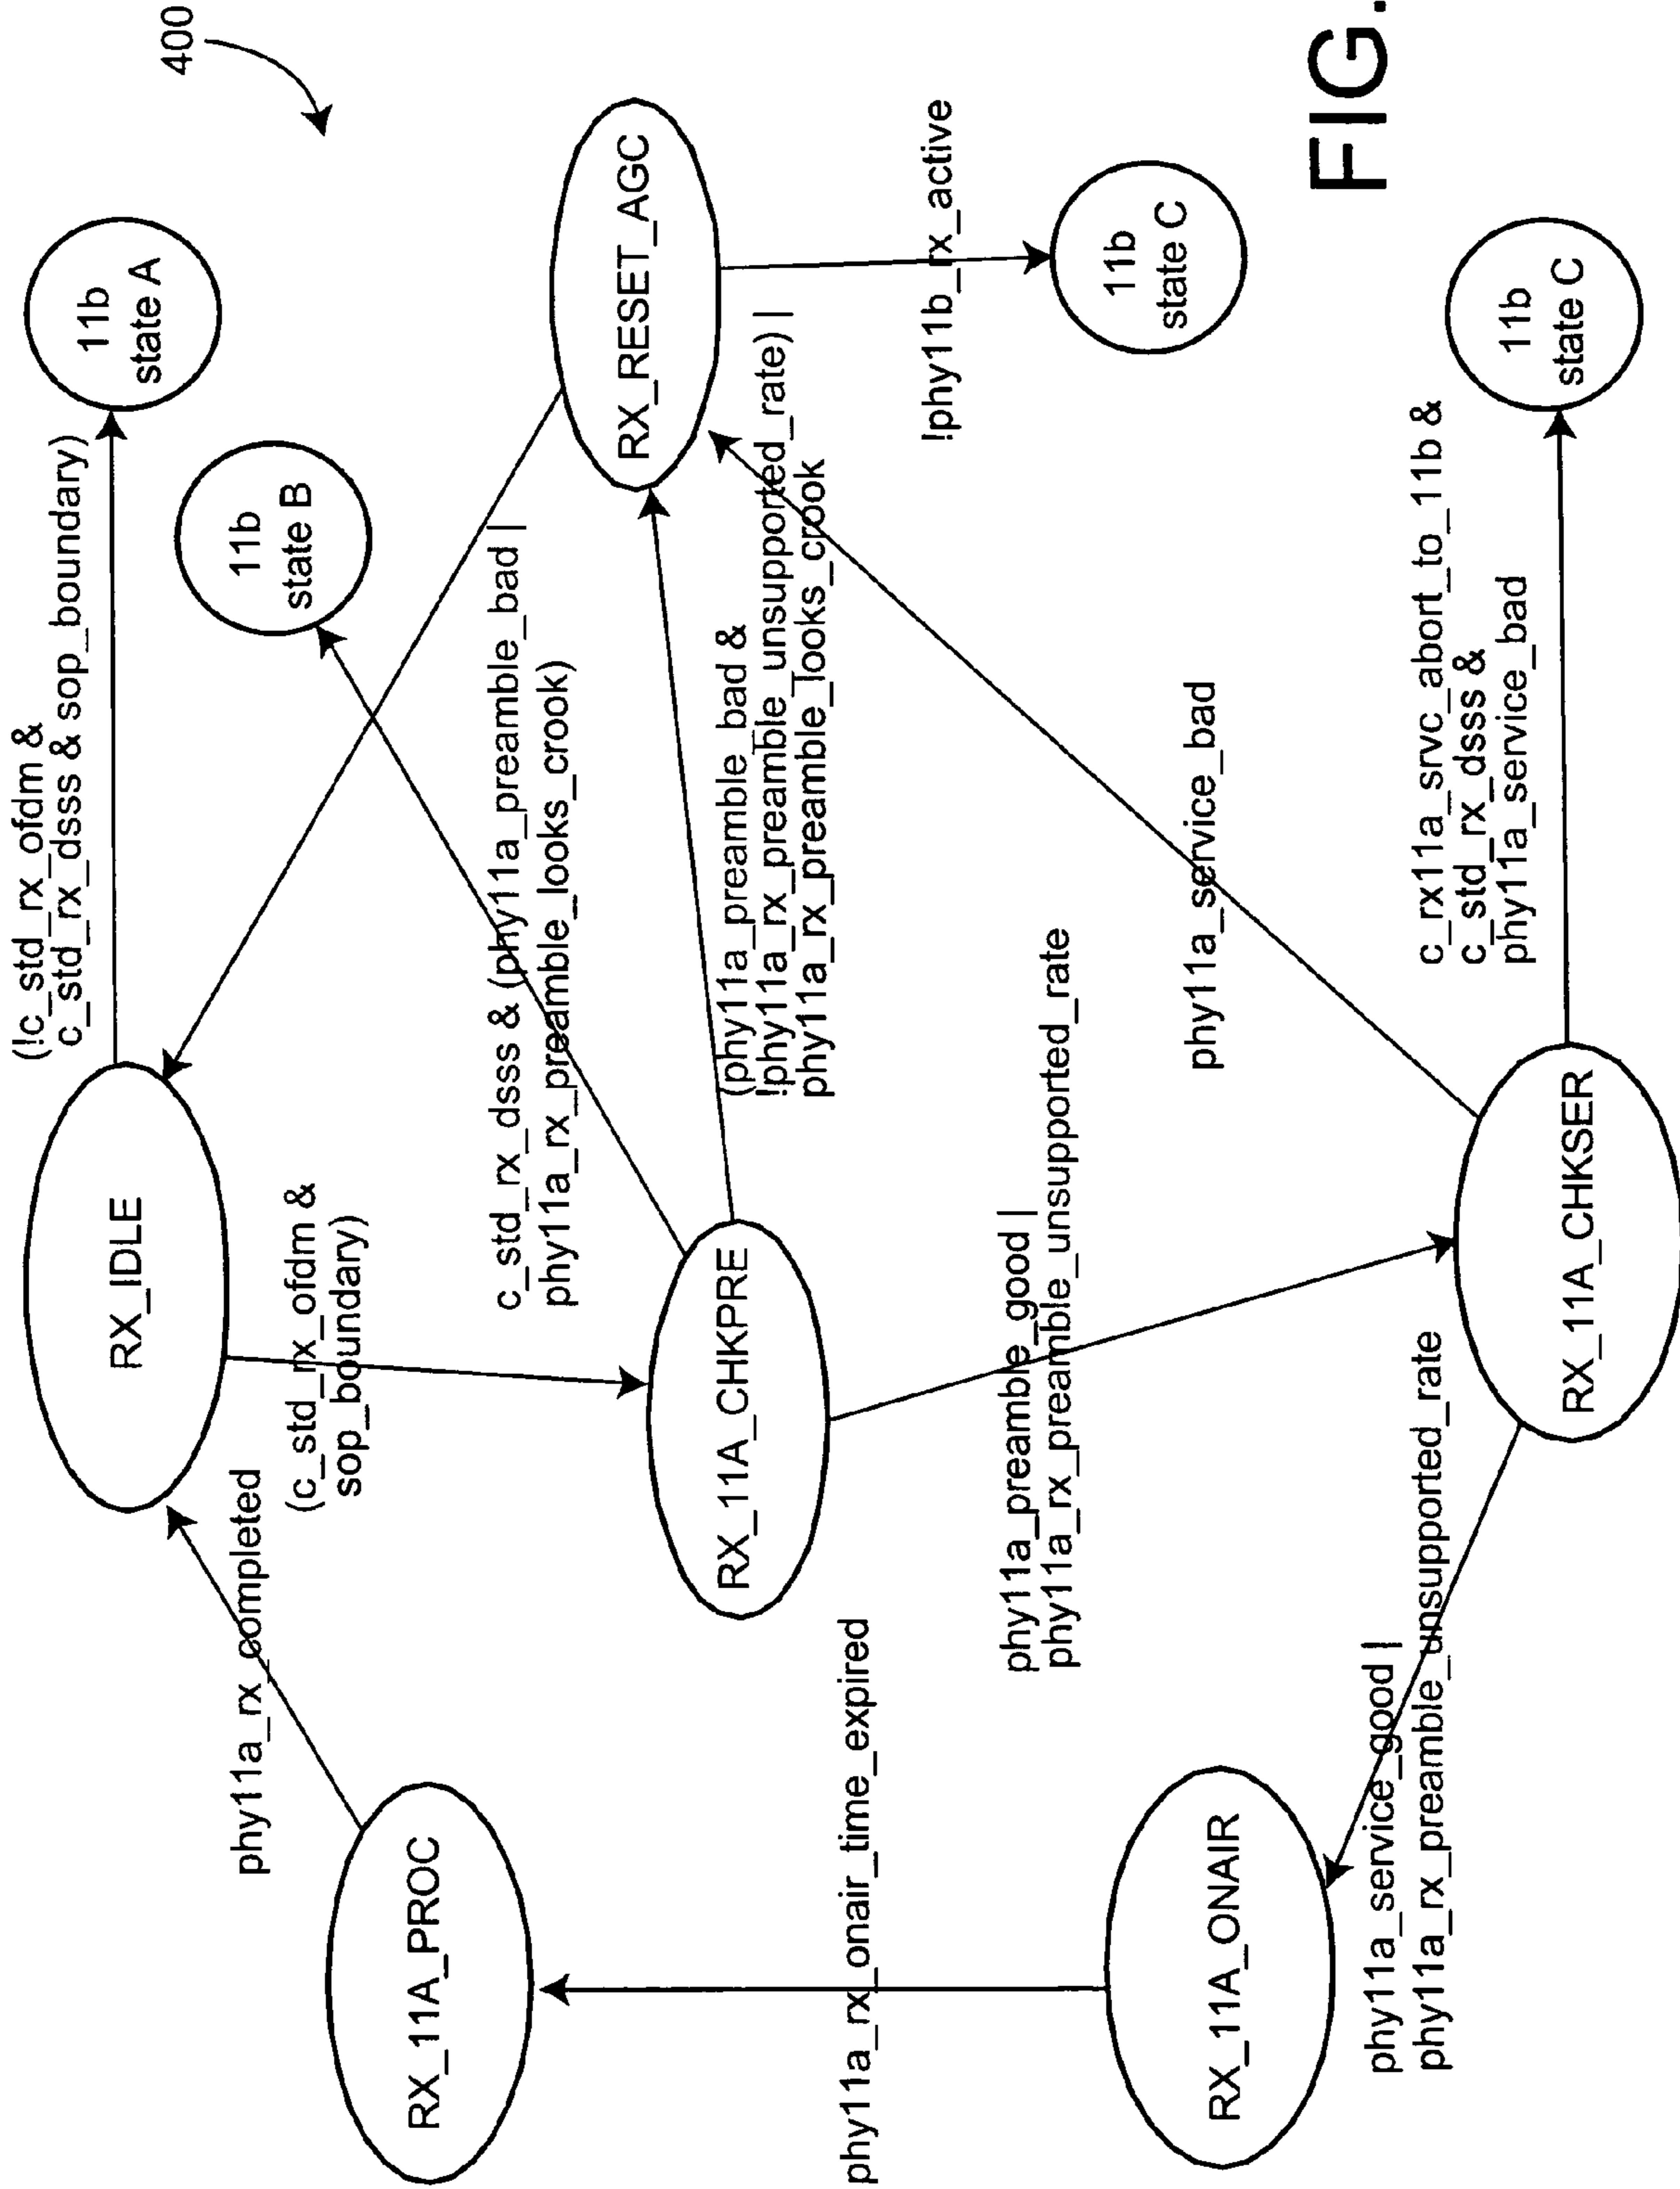 400
(!c_std_rx_ofdm &
c_std_rx_dsss & sop_boundary)
11b
state A
RX_IDLE
11b
state B
phy11a_rx_completed
(c_std_rx_ofdm &
sop_boundary)
RX_11A_PROC
c_std_rx_dsss & (phy11a_preamble_bad |
phy11a_rx_preamble_looks_crook)
RX_RESET_AGC
RX_11A_CHKPRE
(phy11a_preamble_bad &
!phy11a_rx_preamble_unsupported_rate) |
phy11a_rx_preamble_looks_crook
!phy11b_rx_active
phy11a_rx_onair_time_expired
phy11a_preamble_good |
phy11a_rx_preamble_unsupported_rate
11b
state C
phy11a_service_bad
RX_11A_ONAIR
phy11a_service_good |
phy11a_rx_preamble_unsupported_rate
RX_11A_CHKSER
c_rx11a_srvc_abort_to_11b &
c_std_rx_dsss &
phy11a_service_bad
11b
state C
FIG.